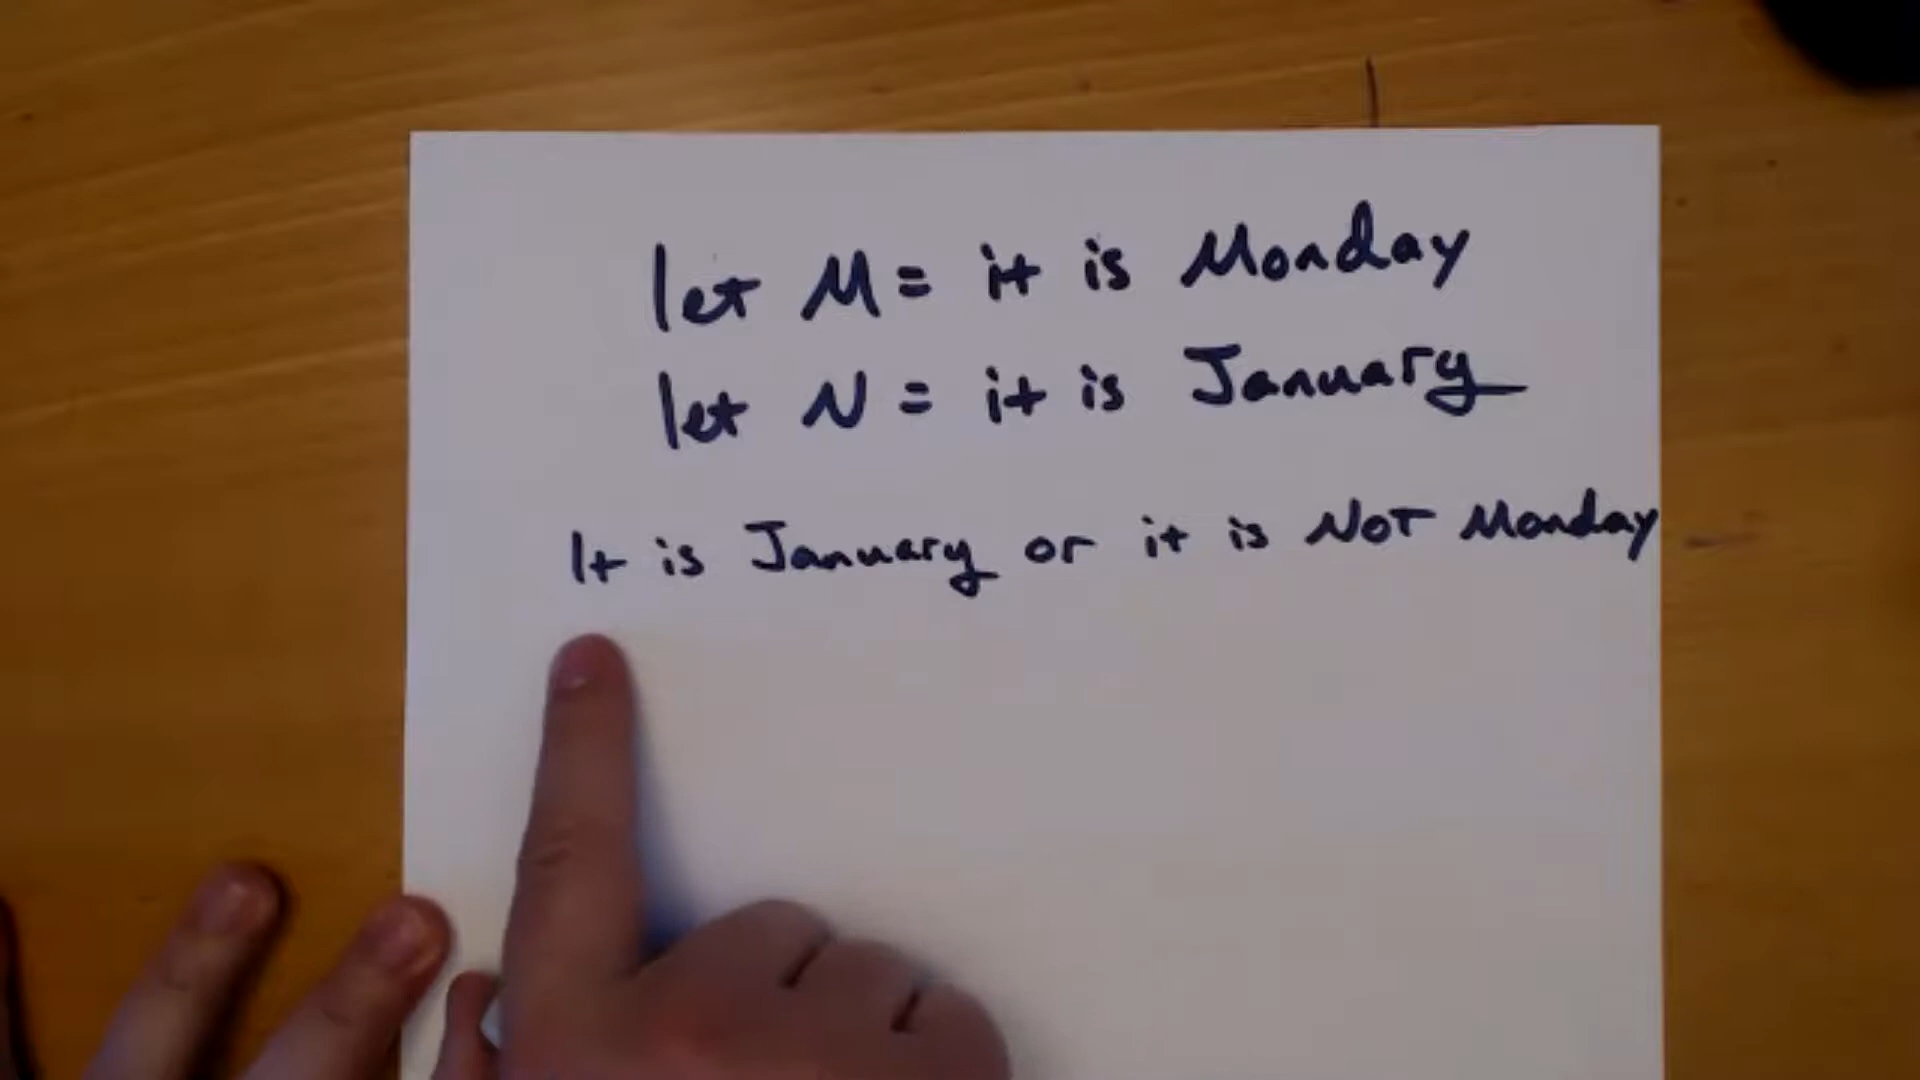 let M = it is Monday
let N = it is January
It is January or it is NOT Monday